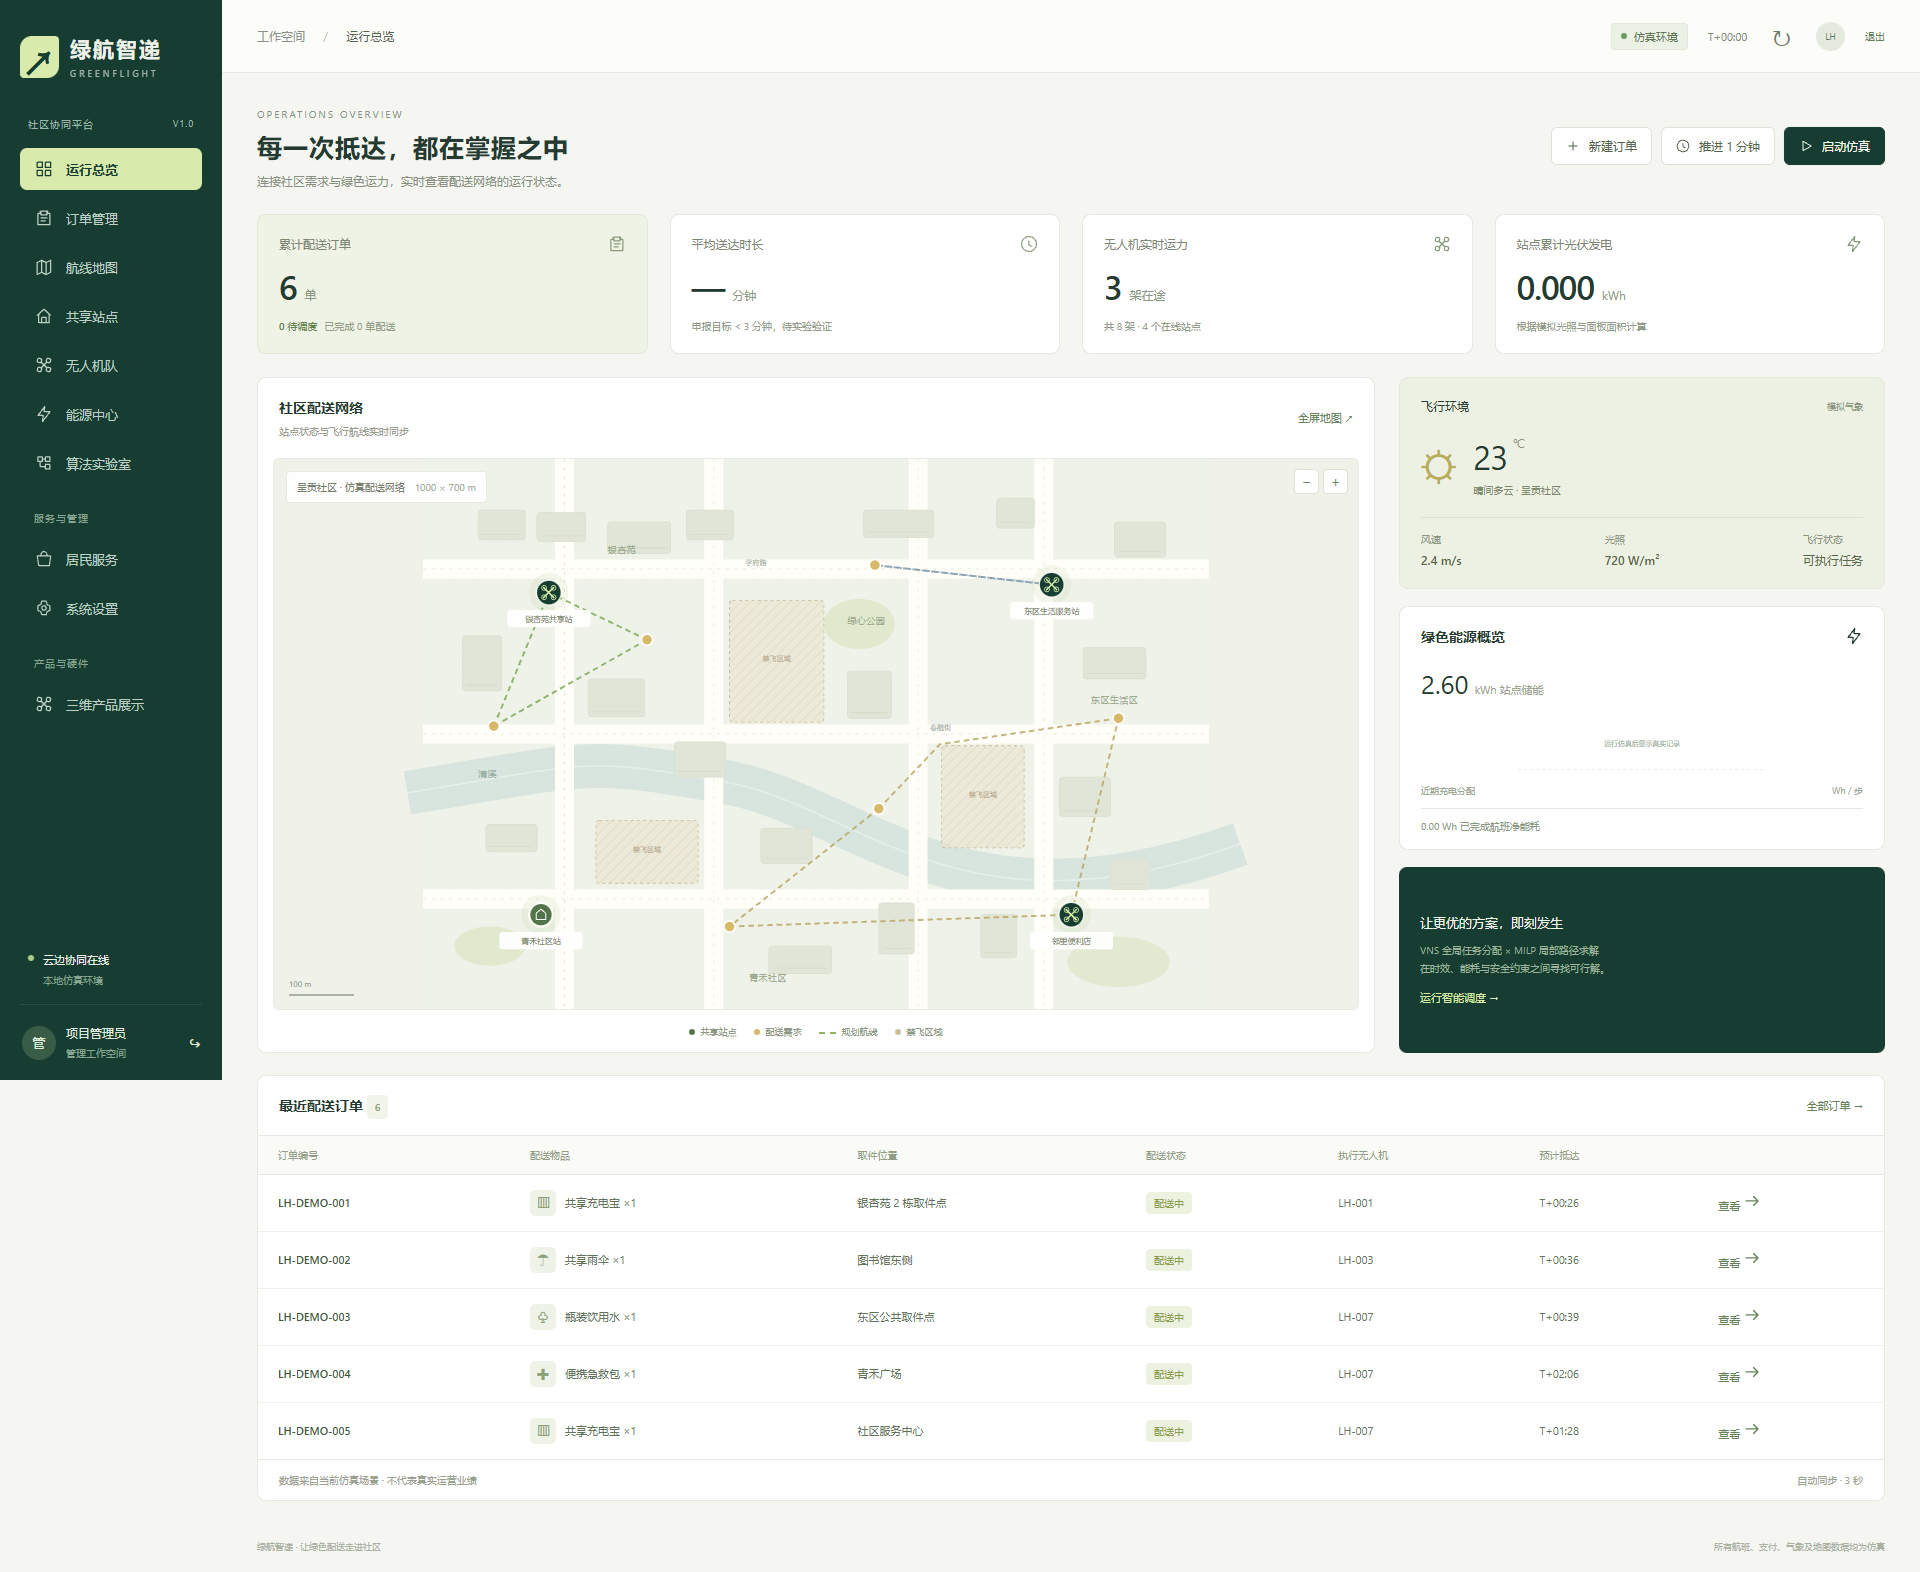 绿航智递
GREENFLIGHT
社区协同平台 V1.0
运行总览
订单管理
航线地图
共享站点
无人机队
能源中心
算法实验室
服务与管理
居民服务
系统设置
产品与硬件
三维产品展示
云边协同在线
本地仿真环境
管 项目管理员
管理工作空间
工作空间 / 运行总览
仿真环境 T+00:00 LH 退出
OPERATIONS OVERVIEW
每一次抵达，都在掌握之中
连接社区需求与绿色运力，实时查看配送网络的运行状态。
新建订单 推进 1 分钟 启动仿真
累计配送订单
6 单
0 待调度 已完成 0 单配送
平均送达时长
— 分钟
申报目标 < 3 分钟，待实验验证
无人机实时运力
3 架在途
共 8 架 · 4 个在线站点
站点累计光伏发电
0.000 kWh
根据模拟光照与面板面积计算
社区配送网络
站点状态与飞行航线实时同步
全屏地图 ↗
呈贡社区 · 仿真配送网络 1000 × 700 m
− +
银杏苑
学府路
银杏苑共享站
东区生活服务站
绿心公园
禁飞区域
东区生活区
春融街
清溪
禁飞区域
禁飞区域
青禾社区站
邻里便利店
青禾社区
100 m
共享站点 配送需求 规划航线 禁飞区域
飞行环境 模拟气象
23 °C
晴间多云 · 呈贡社区
风速 光照 飞行状态
2.4 m/s 720 W/m² 可执行任务
绿色能源概览
2.60 kWh 站点储能
运行仿真后显示真实记录
近期充电分配 Wh / 步
0.00 Wh 已完成航班净能耗
让更优的方案，即刻发生
VNS 全局任务分配 × MILP 局部路径求解
在时效、能耗与安全约束之间寻找可行解。
运行智能调度 →
最近配送订单 6 全部订单 →
订单编号 配送物品 取件位置 配送状态 执行无人机 预计抵达
LH-DEMO-001 共享充电宝 ×1 银杏苑 2 栋取件点 配送中 LH-001 T+00:26 查看 →
LH-DEMO-002 共享雨伞 ×1 图书馆东侧 配送中 LH-003 T+00:36 查看 →
LH-DEMO-003 瓶装饮用水 ×1 东区公共取件点 配送中 LH-007 T+00:39 查看 →
LH-DEMO-004 便携急救包 ×1 青禾广场 配送中 LH-007 T+02:06 查看 →
LH-DEMO-005 共享充电宝 ×1 社区服务中心 配送中 LH-007 T+01:28 查看 →
数据来自当前仿真场景 · 不代表真实运营业绩 自动同步 · 3 秒
绿航智递 · 让绿色配送走进社区 所有航班、支付、气象及地图数据均为仿真